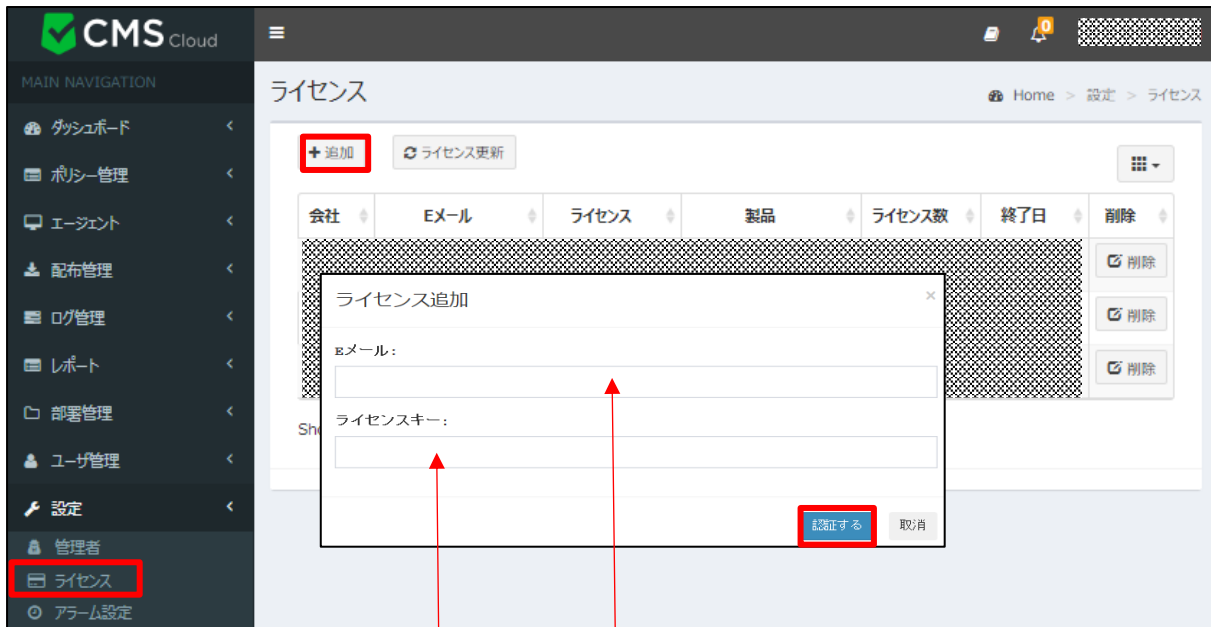 CMS Cloud
0
MAIN NAVIGATION
ダッシュボード
ポリシー管理
エージェント
配布管理
ログ管理
レポート
部署管理
ユーザ管理
設定
管理者
ライセンス
アラーム設定
ライセンス
Home > 設定 > ライセンス
追加
ライセンス更新
会社 Eメール ライセンス 製品 ライセンス数 終了日 削除
削除
削除
削除
Sh
ライセンス追加 ×
Eメール:
ライセンスキー:
認証する 取消